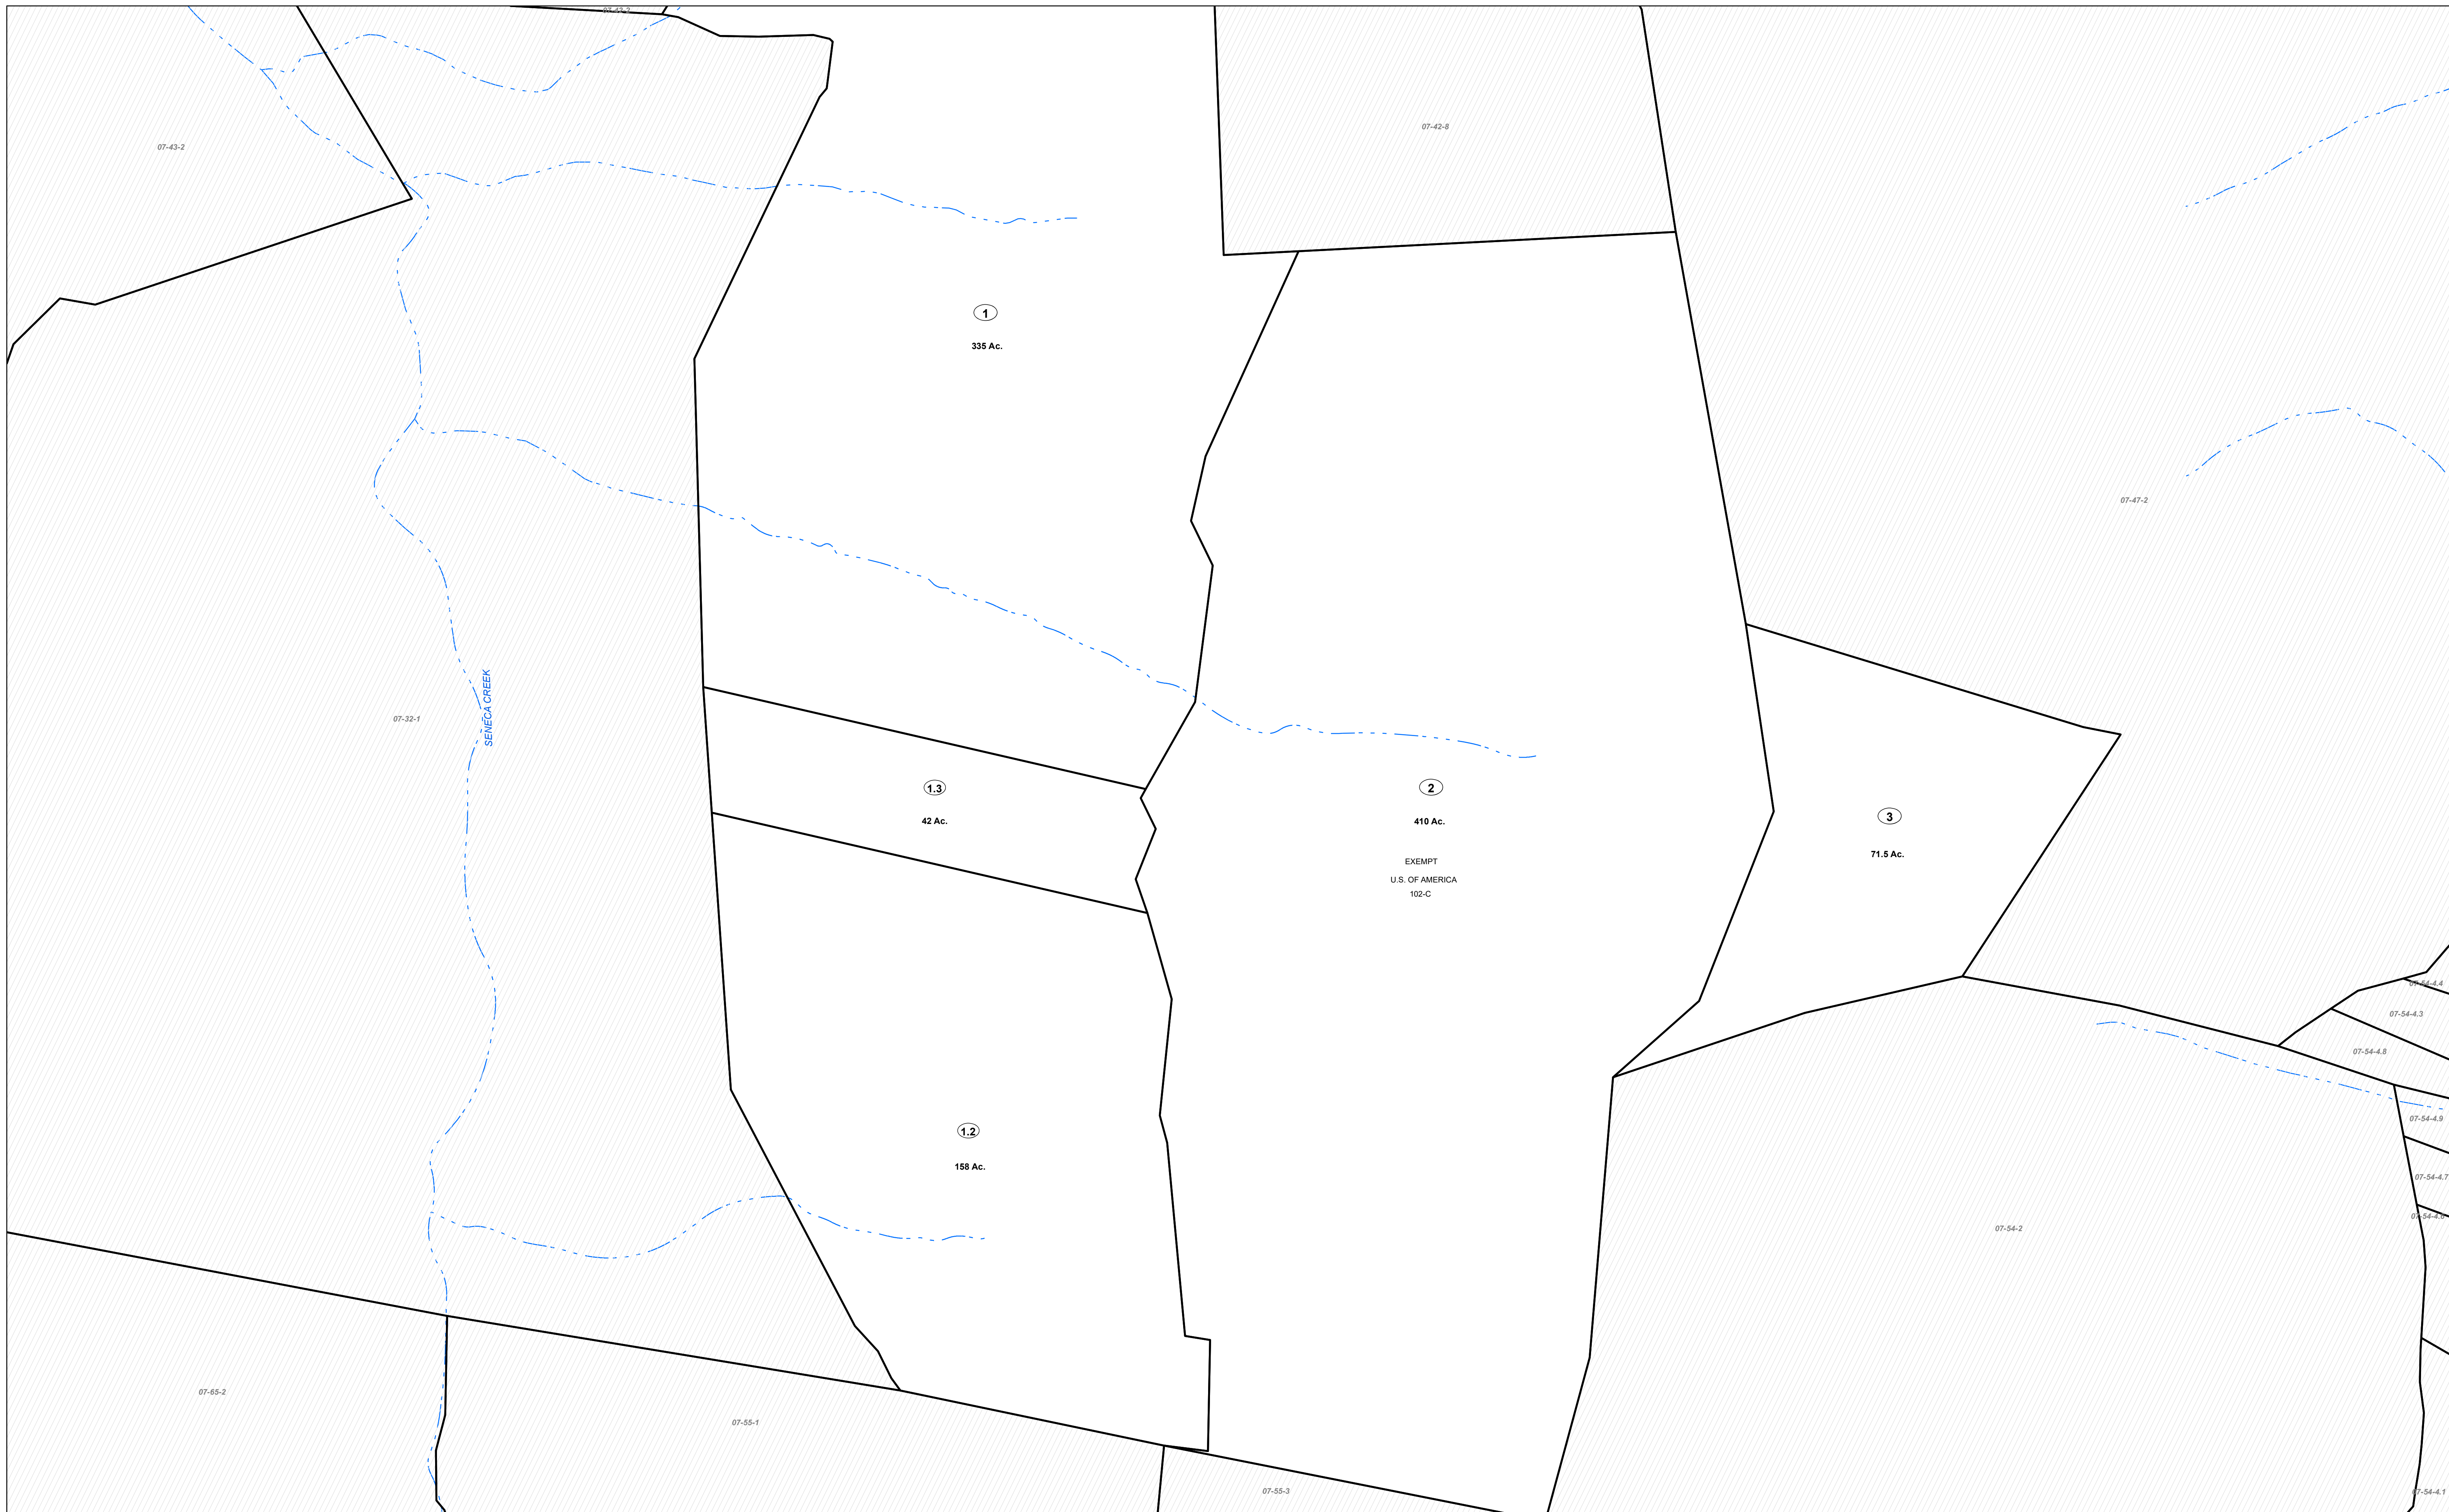 07-42-2
07-42-8
07-43-2
1
335 Ac.
07-47-2
SENECA CREEK
07-32-1
1.3
42 Ac.
2
410 Ac.
EXEMPT
U.S. OF AMERICA
102-C
3
71.5 Ac.
07-54-4.4
07-54-4.3
07-54-4.8
07-54-4.9
1.2
158 Ac.
07-54-4.7
07-54-2
07-65-2
07-55-1
07-55-3
07-54-4.1